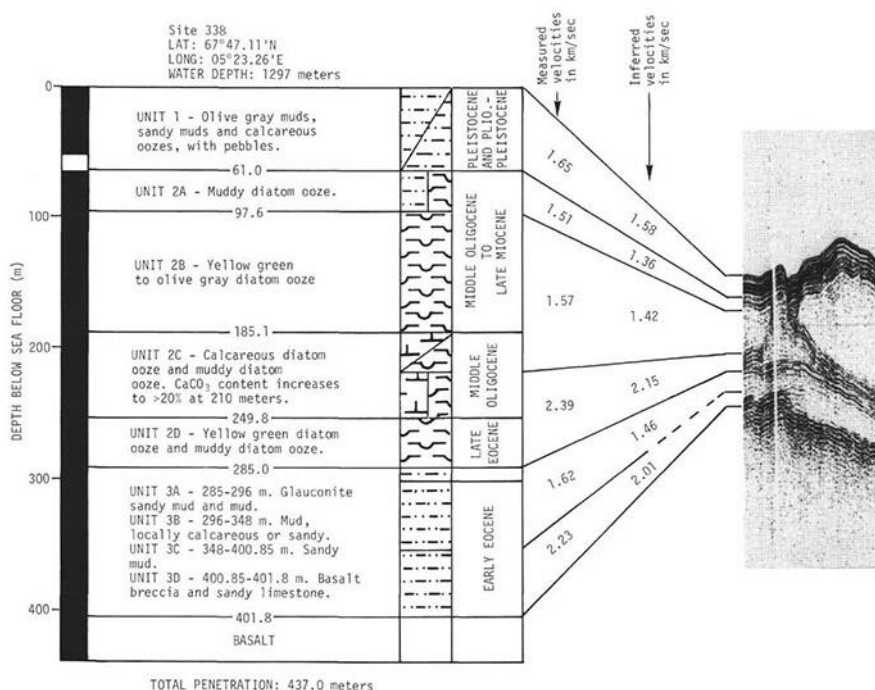 Site 338
LAT: 67°47.11'N
LONG: 05°23.26'E
WATER DEPTH: 1297 meters
Measured
velocities
in km/sec
Inferred
velocities
in km/sec
DEPTH BELOW SEA FLOOR (m)
0
100
200
300
400
UNIT 1 - Olive gray muds,
sandy muds and calcareous
oozes, with pebbles.
61.0
UNIT 2A - Muddy diatom ooze.
97.6
UNIT 2B - Yellow green
to olive gray diatom ooze
185.1
UNIT 2C - Calcareous diatom
ooze and muddy diatom
ooze. CaCO₃ content increases
to >20% at 210 meters.
249.8
UNIT 2D - Yellow green diatom
ooze and muddy diatom ooze.
285.0
UNIT 3A - 285-296 m. Glauconite
sandy mud and mud.
UNIT 3B - 296-348 m. Mud,
locally calcareous or sandy.
UNIT 3C - 348-400.85 m. Sandy
mud.
UNIT 3D - 400.85-401.8 m. Basalt
breccia and sandy limestone.
401.8
BASALT
PLEISTOCENE
AND PLIO.-
PLEISTOCENE
MIDDLE OLIGOCENE
TO
LATE MIOCENE
MIDDLE
OLIGOCENE
LATE
EOCENE
EARLY EOCENE
1.65
1.51
1.57
2.39
1.62
2.23
1.58
1.36
1.42
2.15
1.46
2.01
TOTAL PENETRATION: 437.0 meters